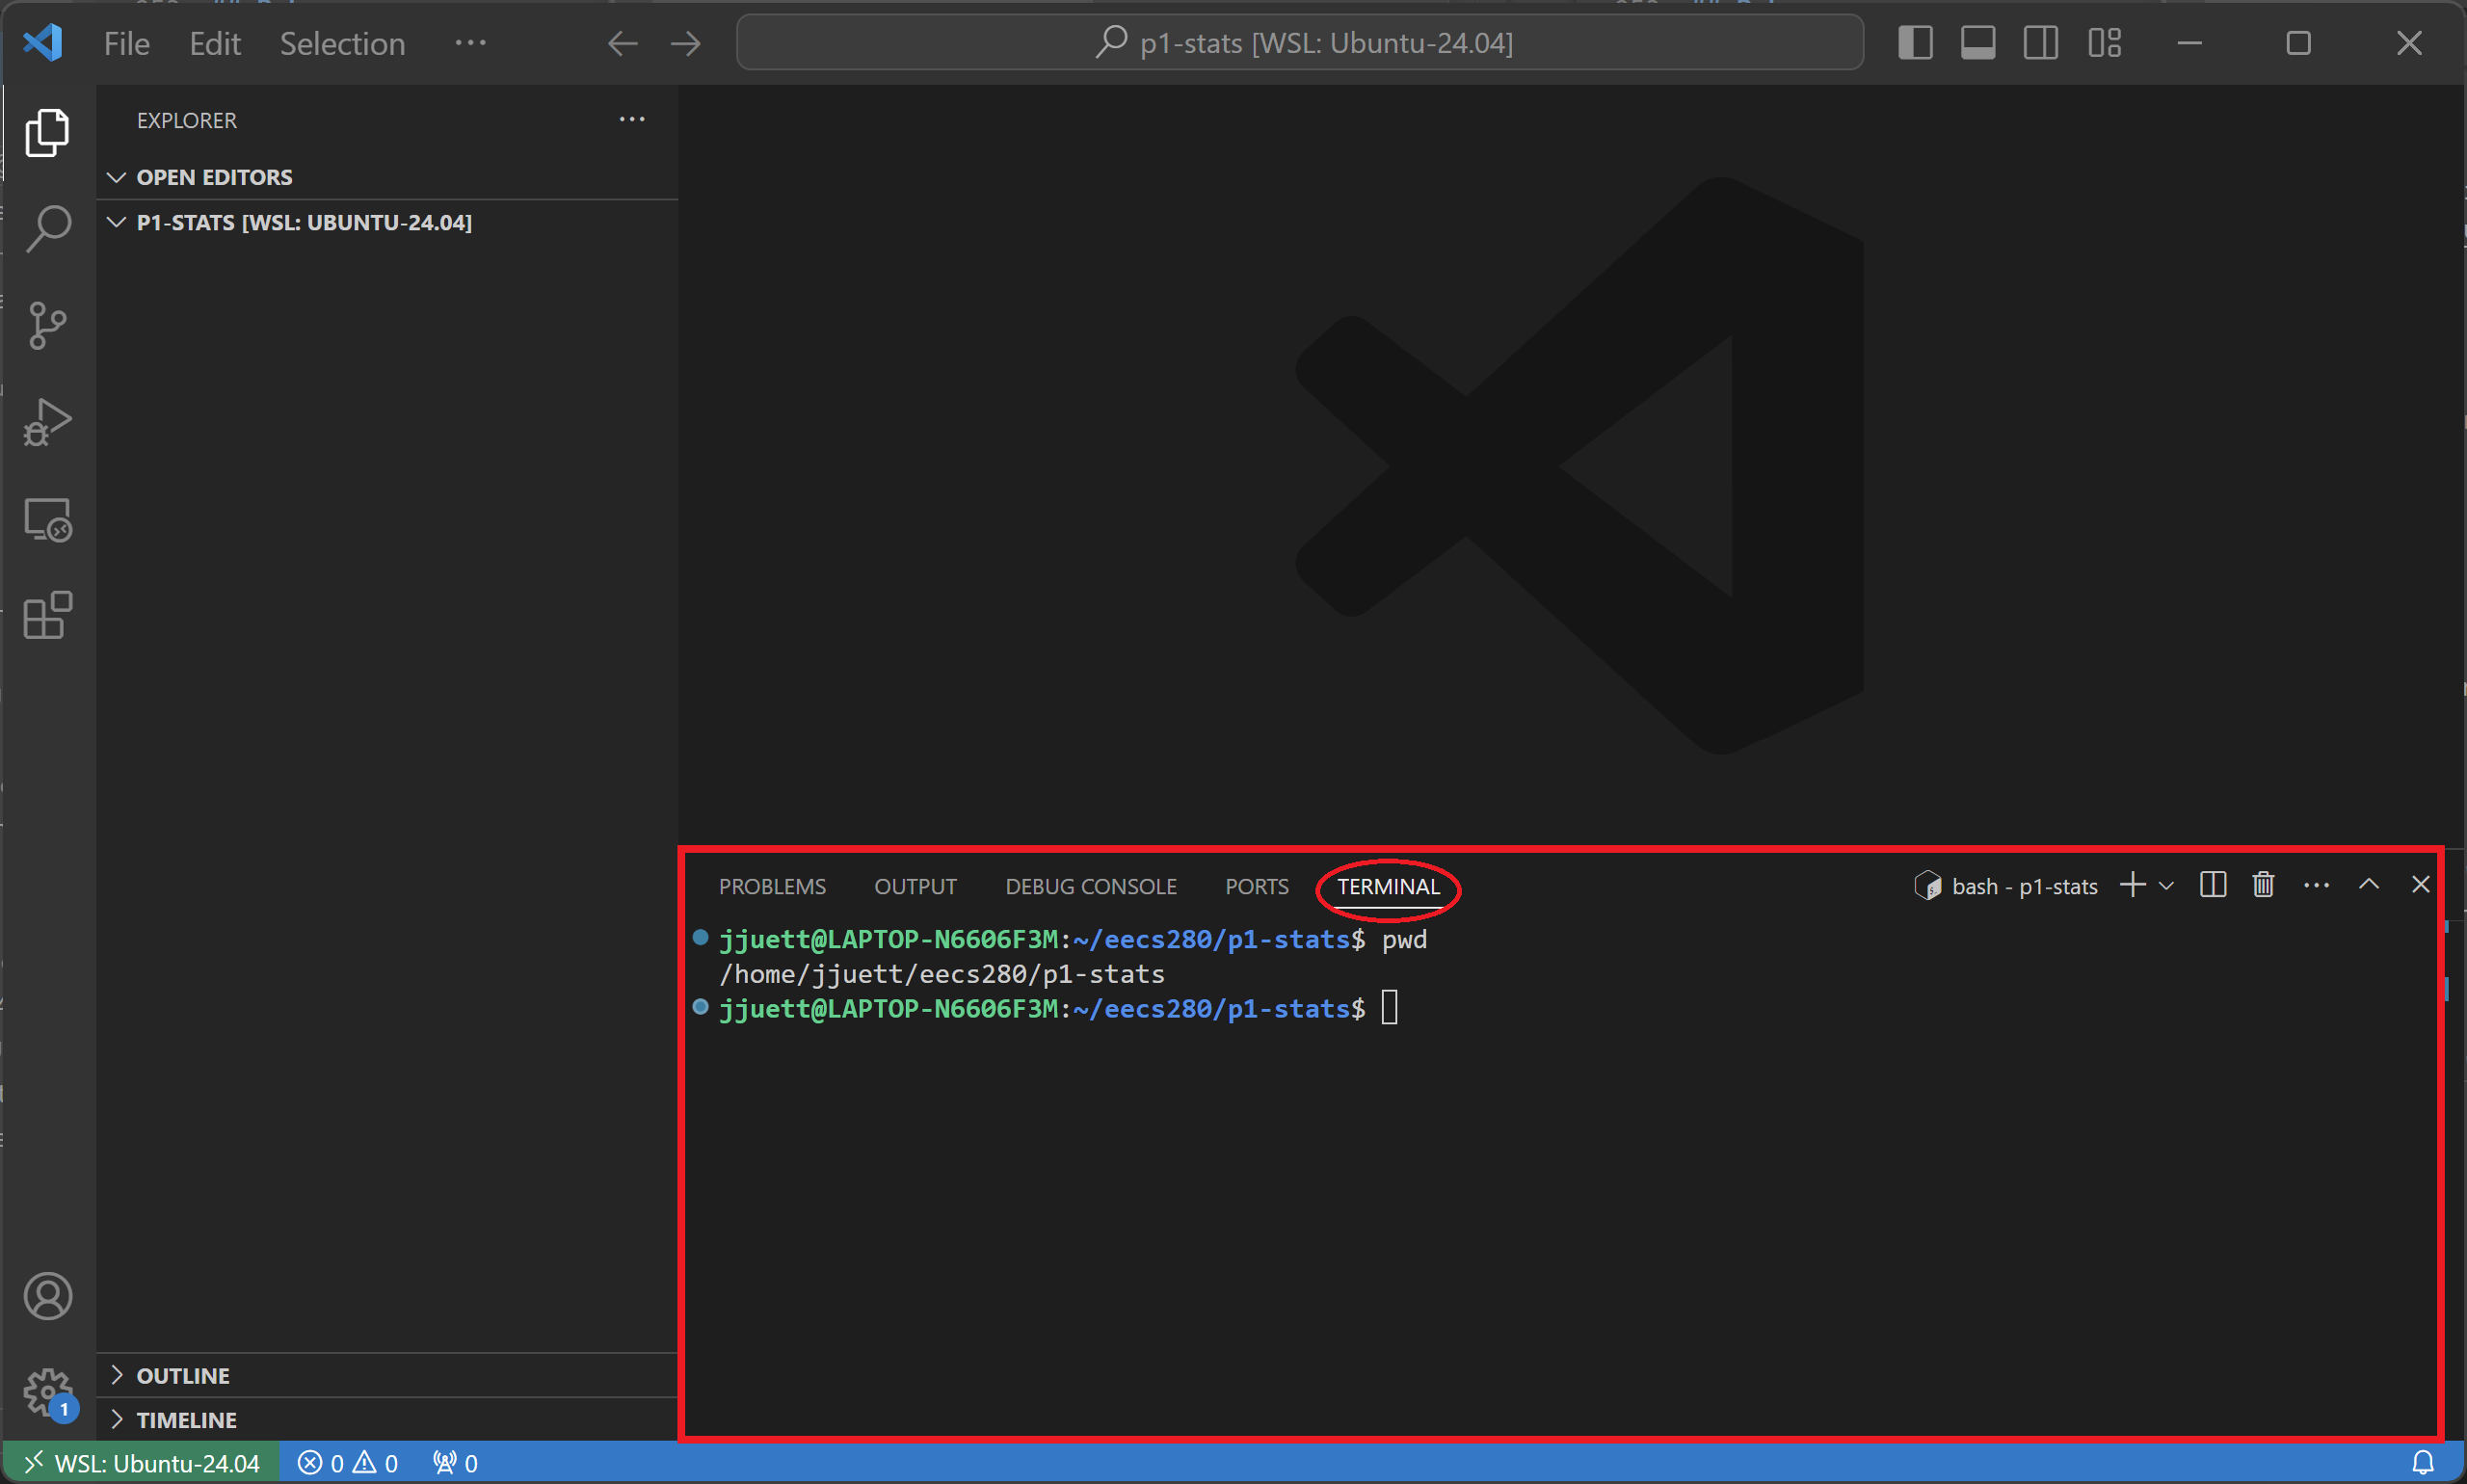 File Edit Selection ··· p1-stats [WSL: Ubuntu-24.04]
EXPLORER ···
OPEN EDITORS
P1-STATS [WSL: UBUNTU-24.04]
PROBLEMS OUTPUT DEBUG CONSOLE PORTS TERMINAL bash - p1-stats ···
jjuett@LAPTOP-N6606F3M:~/eecs280/p1-stats$ pwd
/home/jjuett/eecs280/p1-stats
jjuett@LAPTOP-N6606F3M:~/eecs280/p1-stats$
OUTLINE
1
TIMELINE
WSL: Ubuntu-24.04 0 0 0